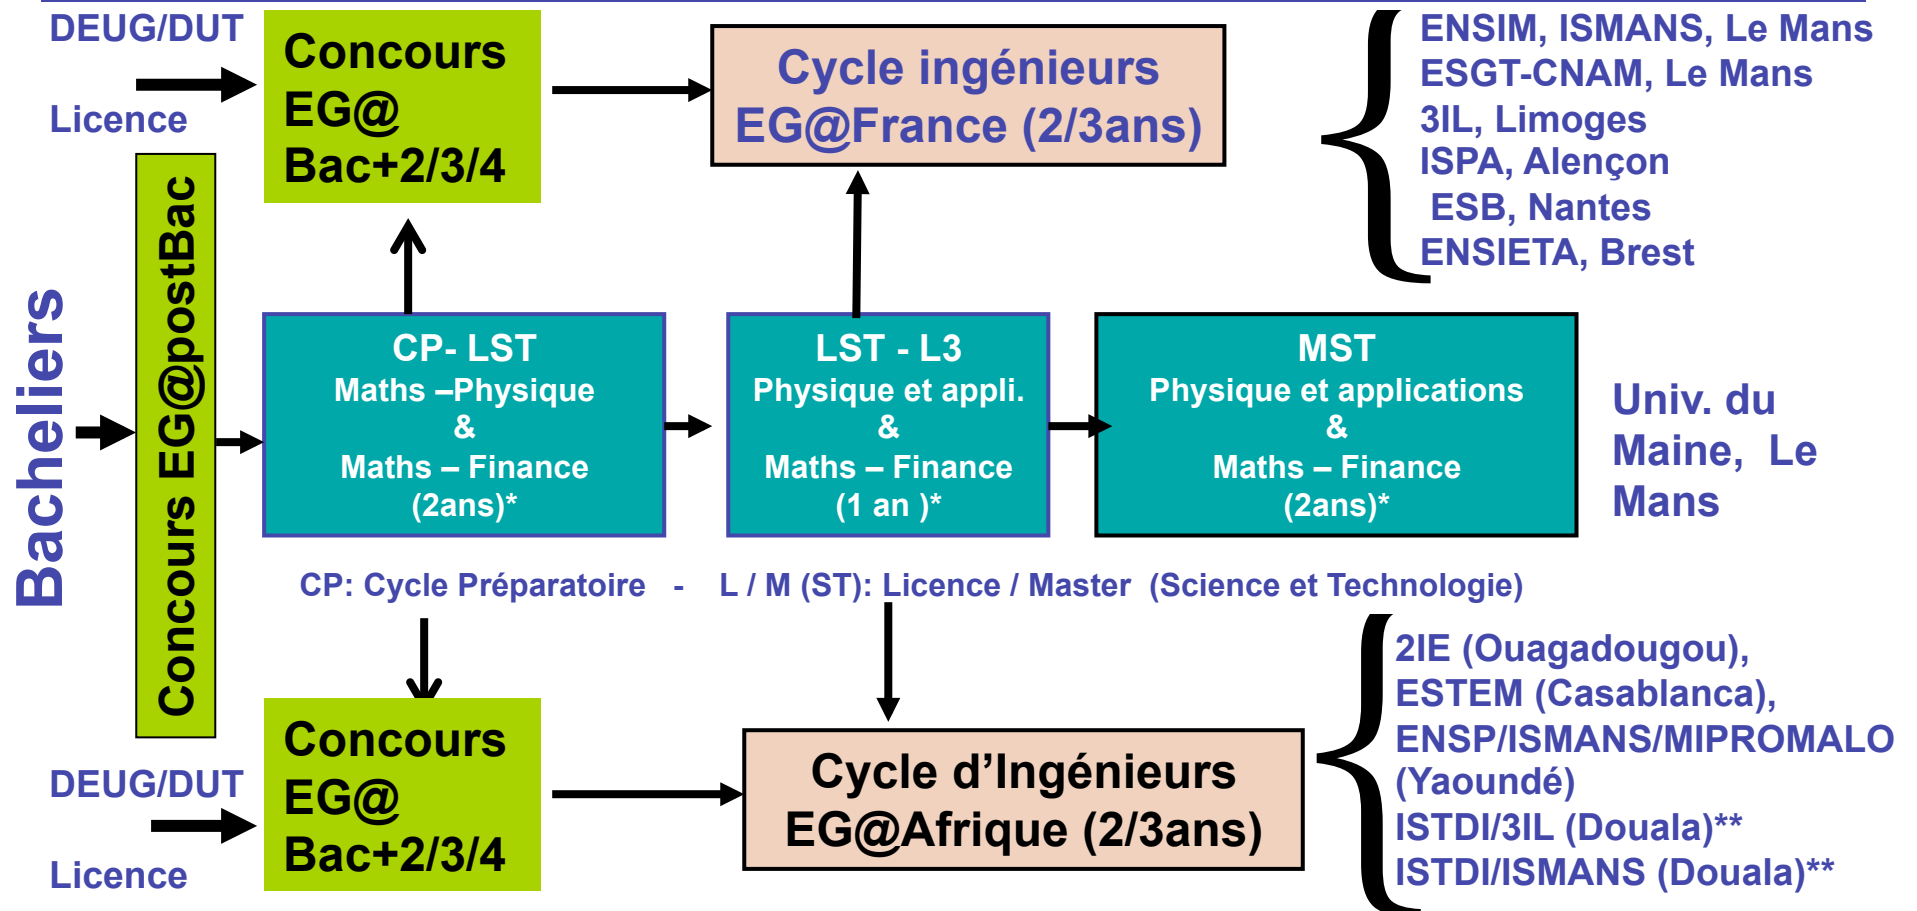 DEUG/DUT
Licence
Concours
EG@
Bac+2/3/4
Cycle ingénieurs
EG@France (2/3ans)
ENSIM, ISMANS, Le Mans
ESGT-CNAM, Le Mans
3IL, Limoges
ISPA, Alençon
ESB, Nantes
ENSIETA, Brest
Bacheliers
Concours EG@postBac
CP- LST
Maths –Physique
&
Maths – Finance
(2ans)*
LST - L3
Physique et appli.
&
Maths – Finance
(1 an )*
MST
Physique et applications
&
Maths – Finance
(2ans)*
Univ. du
Maine, Le
Mans
CP: Cycle Préparatoire - L / M (ST): Licence / Master (Science et Technologie)
DEUG/DUT
Licence
Concours
EG@
Bac+2/3/4
Cycle d’Ingénieurs
EG@Afrique (2/3ans)
2IE (Ouagadougou),
ESTEM (Casablanca),
ENSP/ISMANS/MIPROMALO
(Yaoundé)
ISTDI/3IL (Douala)**
ISTDI/ISMANS (Douala)**